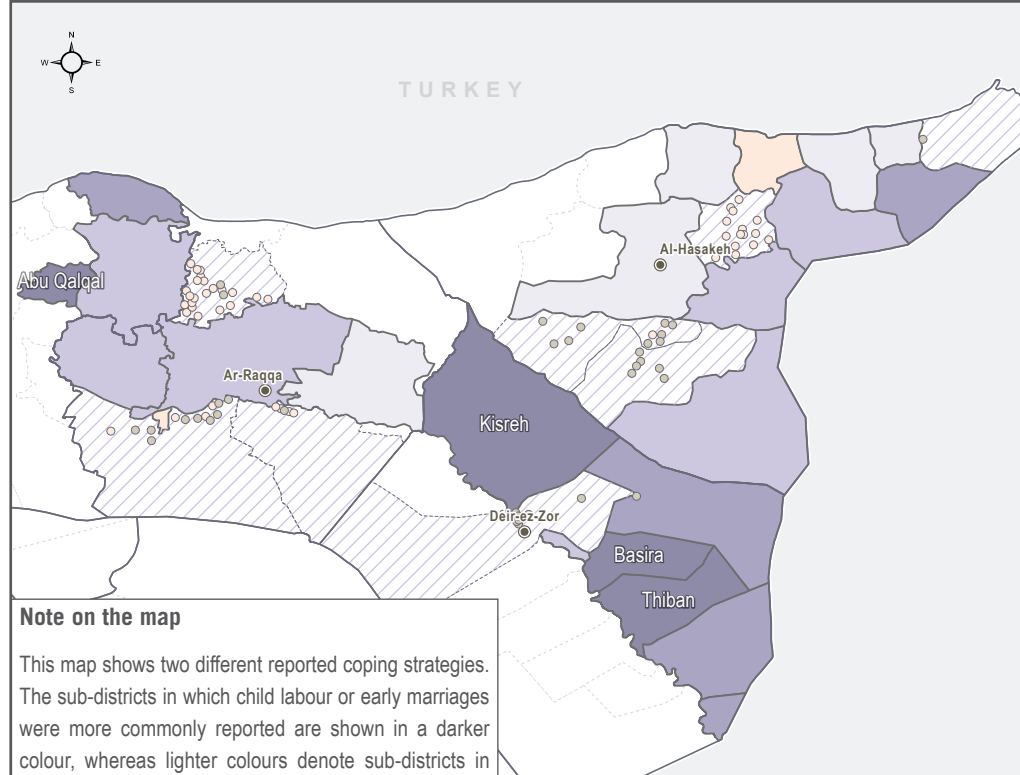 N
W E
S
TURKEY
Al-Hasakeh
Abu Qalqal
Ar-Raqqa
Kisreh
Deir-ez-Zor
Basira
Thiban
Note on the map
This map shows two different reported coping strategies.
The sub-districts in which child labour or early marriages
were more commonly reported are shown in a darker
colour, whereas lighter colours denote sub-districts in